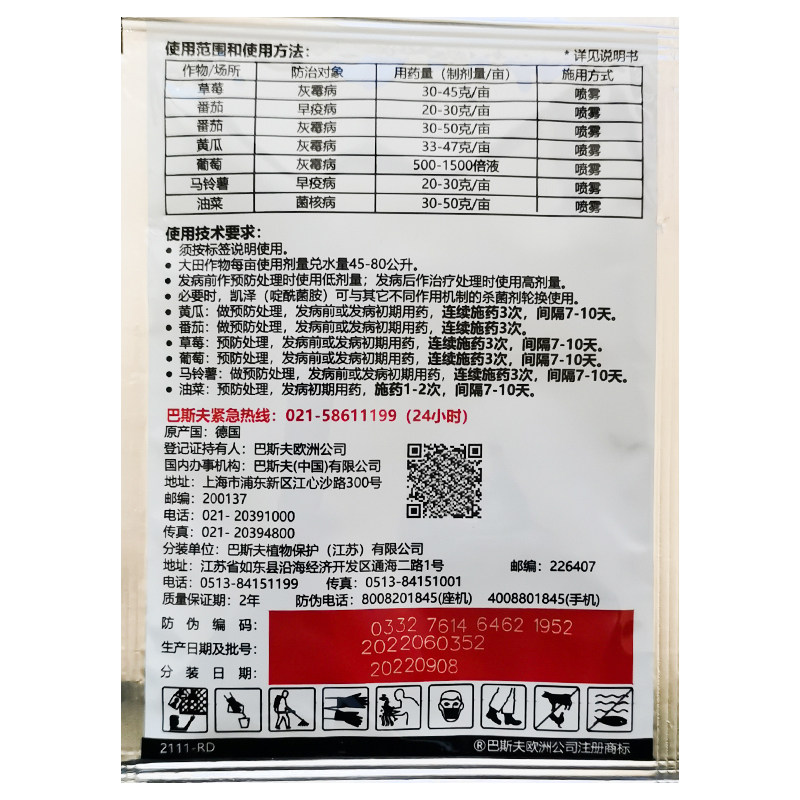 使用范围和使用方法：
* 详见说明书
作物/场所 防治对象 用药量（制剂量/亩） 施用方式
草莓 灰霉病 30-45克/亩 喷雾
番茄 早疫病 20-30克/亩 喷雾
番茄 灰霉病 30-50克/亩 喷雾
黄瓜 灰霉病 33-47克/亩 喷雾
葡萄 灰霉病 500-1500倍液 喷雾
马铃薯 早疫病 20-30克/亩 喷雾
油菜 菌核病 30-50克/亩 喷雾
使用技术要求：
• 须按标签说明使用。
• 大田作物每亩使用剂量兑水量45-80公升。
• 发病前作预防处理时使用低剂量；发病后作治疗处理时使用高剂量。
• 必要时，凯泽（啶酰菌胺）可与其它不同作用机制的杀菌剂轮换使用。
• 黄瓜：做预防处理，发病前或发病初期用药，连续施药3次，间隔7-10天。
• 番茄：做预防处理，发病前或发病初期用药，连续施药3次。
• 草莓：预防处理，发病前或发病初期用药，连续施药3次，间隔7-10天。
• 葡萄：预防处理，发病前或发病初期用药，连续施药3次，间隔7-10天。
• 马铃薯：做预防处理，发病前或发病初期用药，连续施药3次，间隔7-10天。
• 油菜：预防处理，发病初期用药，施药1-2次，间隔7-10天。
巴斯夫紧急热线：021-58611199（24小时）
原产国：德国
登记证持有人：巴斯夫欧洲公司
国内办事机构：巴斯夫(中国)有限公司
地址：上海市浦东新区江心沙路300号
邮编：200137
电话：021- 20391000
传真：021- 20394800
分装单位：巴斯夫植物保护（江苏）有限公司
地址：江苏省如东县沿海经济开发区通海二路1号 邮编：226407
电话：0513-84151199 传真：0513-84151001
质量保证期：2年 防伪电话：8008201845(座机) 4008801845(手机)
防伪编码： 0332 7614 6462 1952
生产日期及批号： 2022060352
分装日期： 20220908
2111-RD ®巴斯夫欧洲公司注册商标